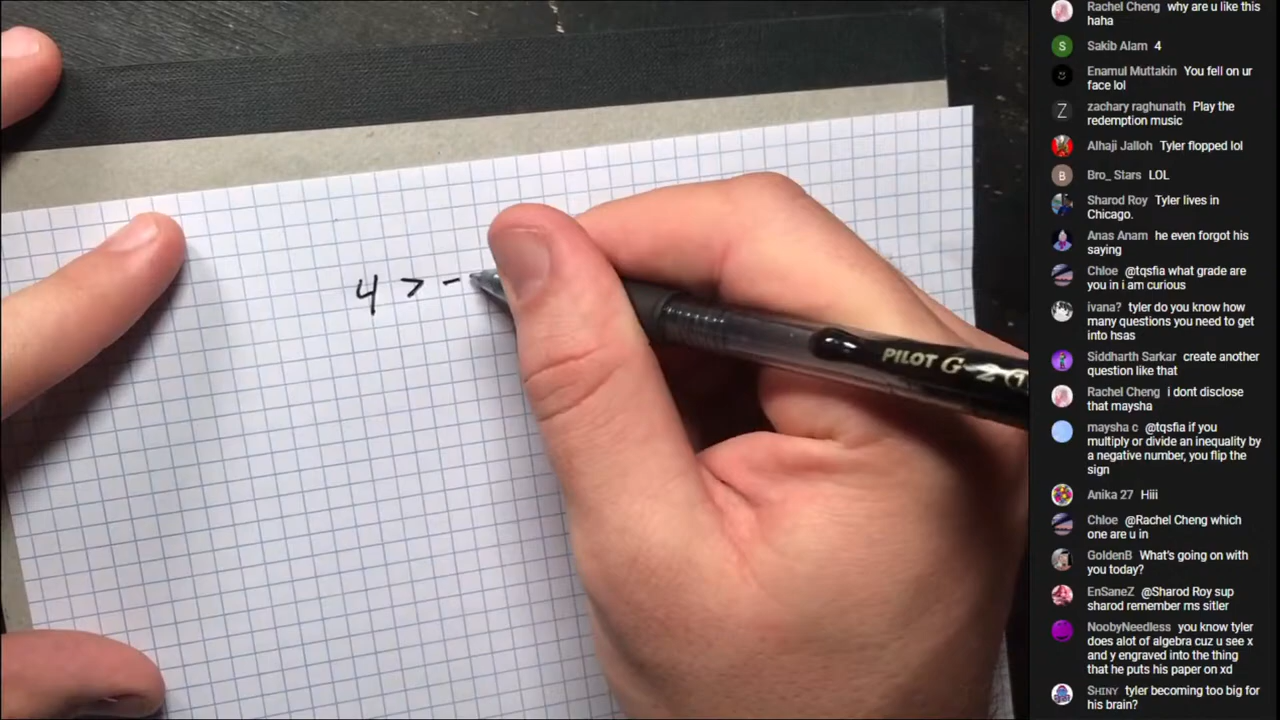 4 > -
PILOT G-2
Rachel Cheng why are u like this
haha
Sakib Alam 4
Enamul Muttakin You fell on ur
face lol
zachary raghunath Play the
redemption music
Alhaji Jalloh Tyler flopped lol
Bro_ Stars LOL
Sharod Roy Tyler lives in
Chicago.
Anas Anam he even forgot his
saying
Chloe @tqsfia what grade are
you in i am curious
ivana? tyler do you know how
many questions you need to get
into hsas
Siddharth Sarkar create another
question like that
Rachel Cheng i dont disclose
that maysha
maysha c @tqsfia if you
multiply or divide an inequality by
a negative number, you flip the
sign
Anika 27 Hiii
Chloe @Rachel Cheng which
one are u in
GoldenB What's going on with
you today?
EnSaneZ @Sharod Roy sup
sharod remember ms sitler
NoobyNeedless you know tyler
does alot of algebra cuz u see x
and y engraved into the thing
that he puts his paper on xd
SHINY tyler becoming too big for
his brain?